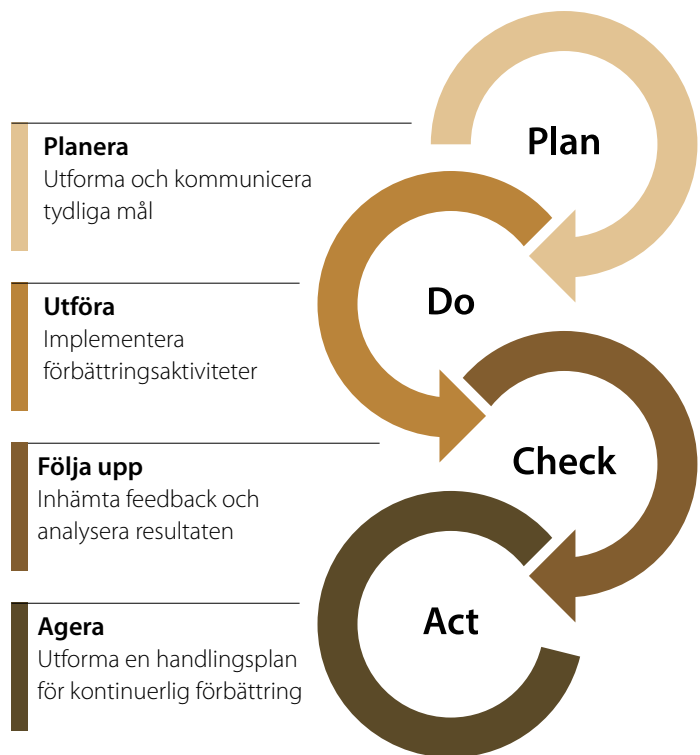 Plan
Planera
Utforma och kommunicera
tydliga mål
Do
Utföra
Implementera
förbättringsaktiviteter
Check
Följa upp
Inhämta feedback och
analysera resultaten
Act
Agera
Utforma en handlingsplan
för kontinuerlig förbättring